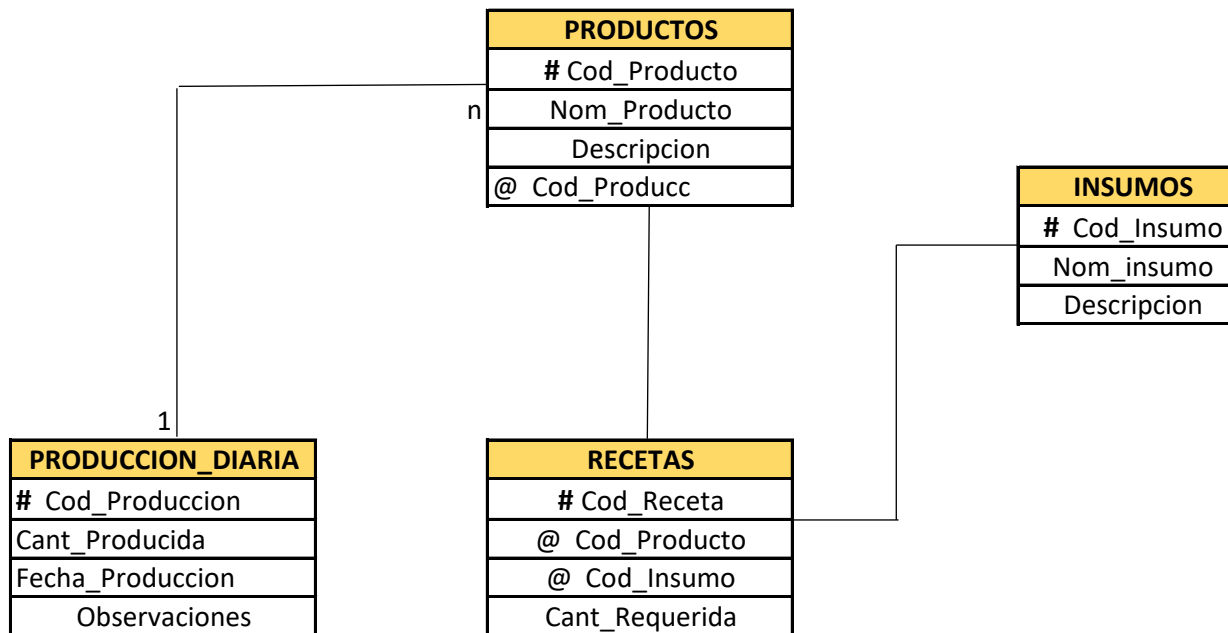 PRODUCTOS
# Cod_Producto
n
Nom_Producto
Descripcion
@ Cod_Producc
INSUMOS
# Cod_Insumo
Nom_insumo
Descripcion
1
PRODUCCION_DIARIA
# Cod_Produccion
Cant_Producida
Fecha_Produccion
Observaciones
RECETAS
# Cod_Receta
@ Cod_Producto
@ Cod_Insumo
Cant_Requerida